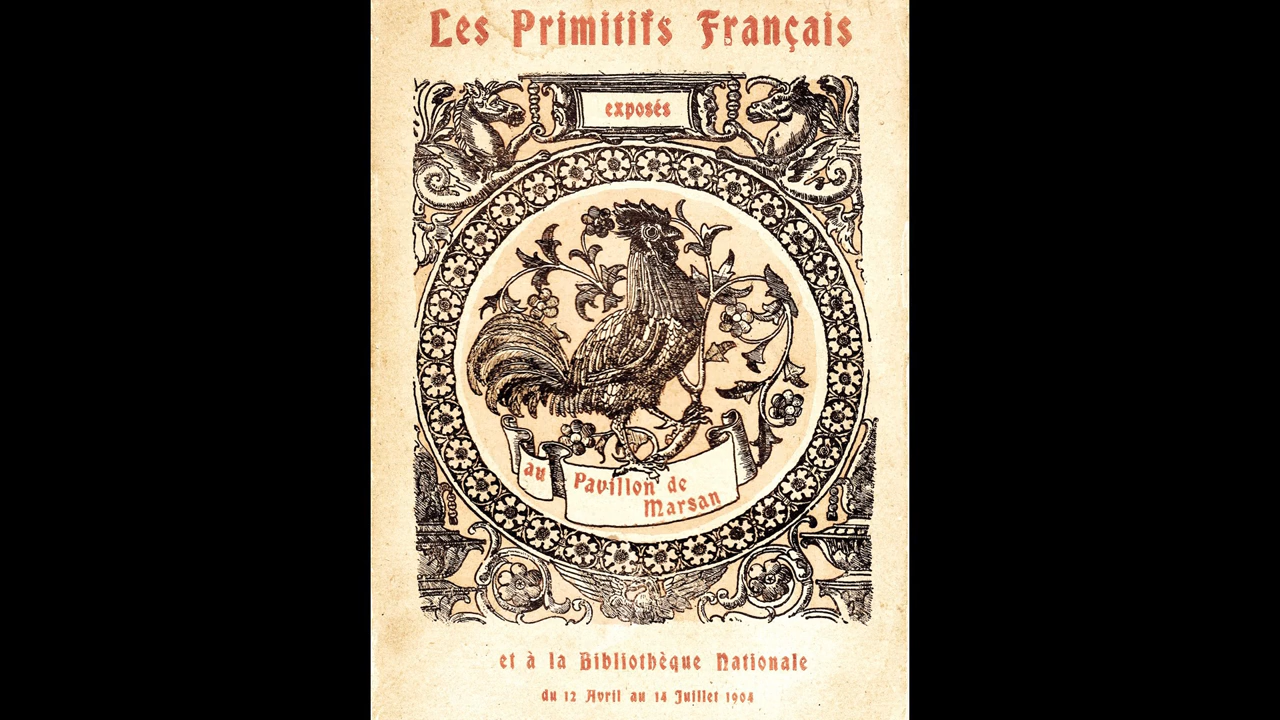 Les Primitifs Français
exposés
au Pavillon de
Marsan
et à la Bibliothèque Nationale
du 12 Avril au 14 Juillet 1904